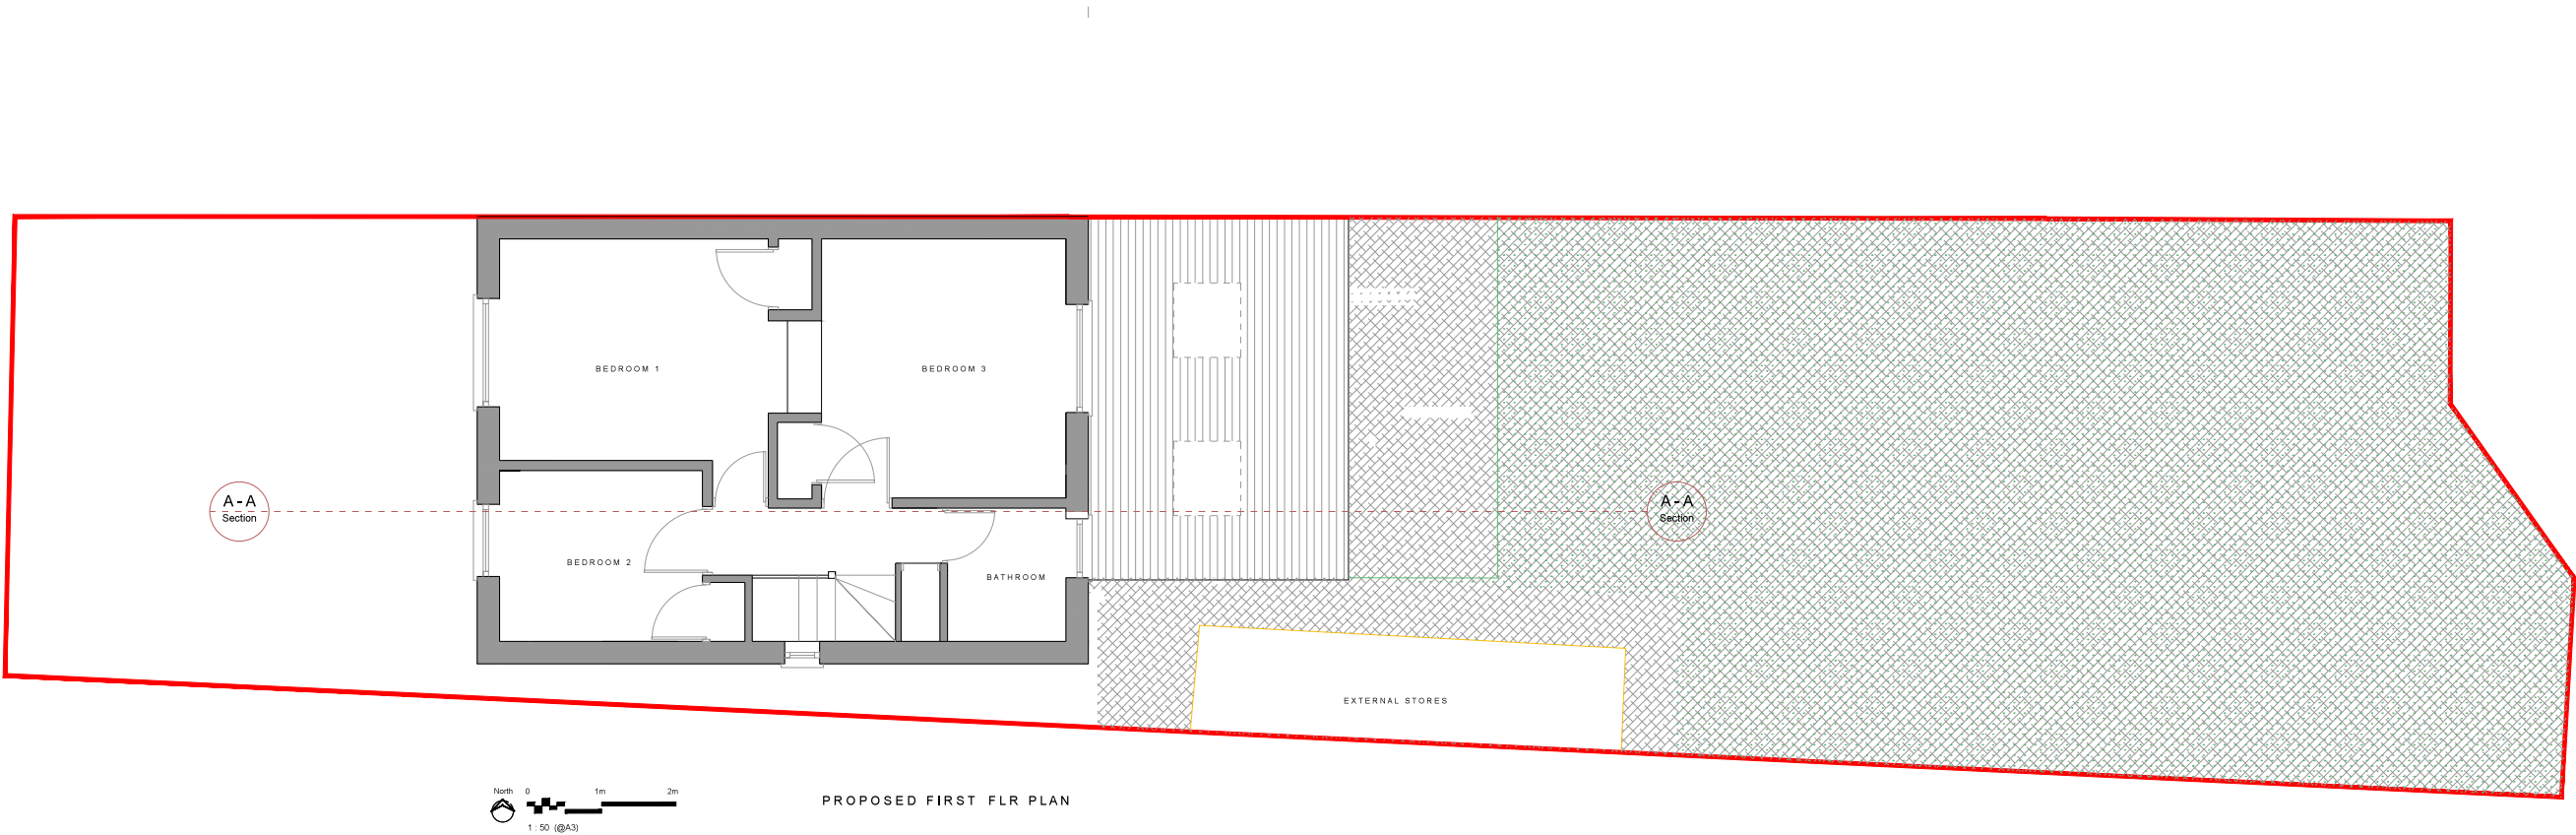 BEDROOM 1
BEDROOM 3
A - A
Section
A - A
Section
BEDROOM 2
BATHROOM
EXTERNAL STORES
North 0 1m 2m
PROPOSED FIRST FLR PLAN
1 : 50 (@A3)